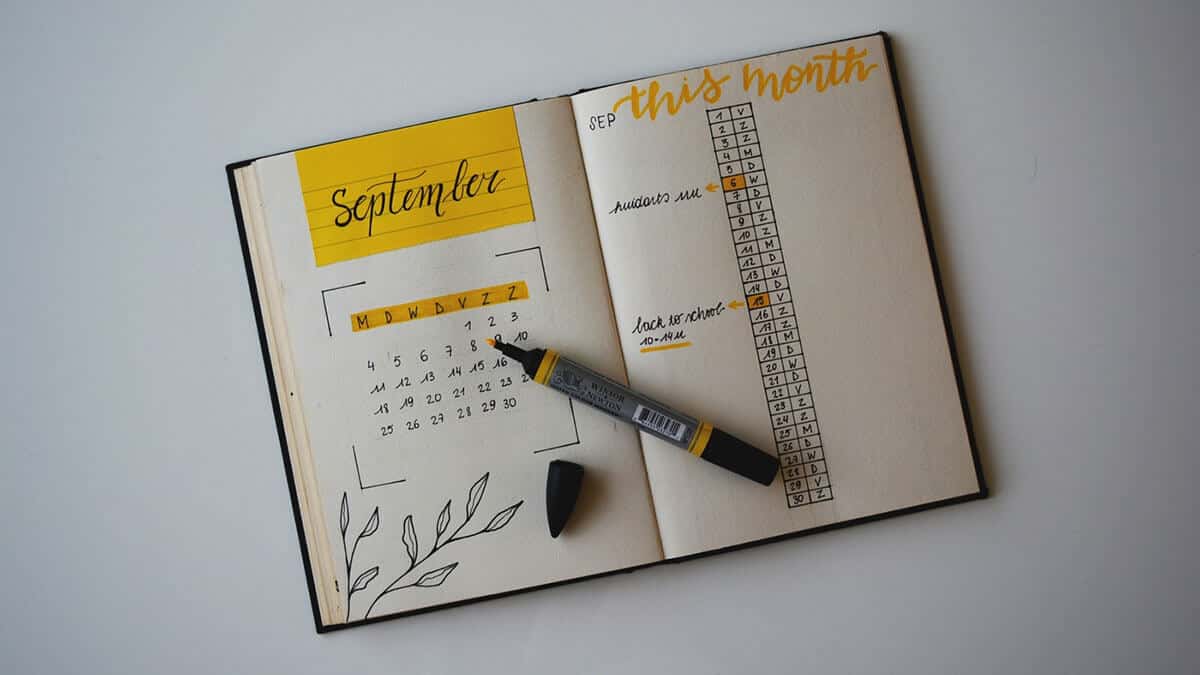 September
M D W D V Z Z
1 2 3
4 5 6 7 8 9 10
11 12 13 14 15 16
18 19 20 21 22 23
25 26 27 28 29 30
WINSOR
& NEWTON
this month
SEP
1 V
2 Z
3 Z
4 M
5 D
huidarts
6 W
7 D
8 V
9 Z
10 Z
11 M
12 D
13 W
14 D
back to school
10-14u
15 V
16 Z
17 Z
18 M
19 D
20 W
21 D
22 V
23 Z
24 Z
25 M
26 D
27 W
28 D
29 V
30 Z